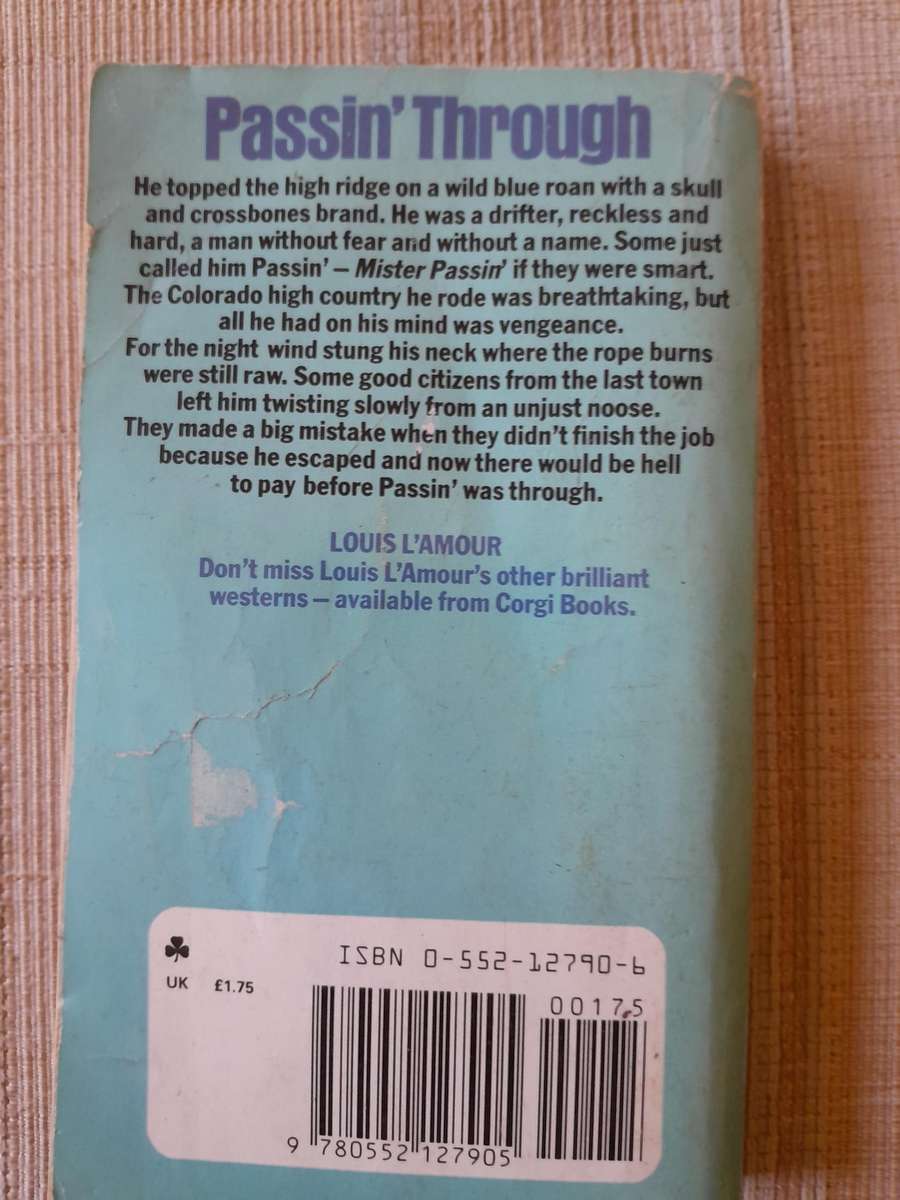 Passin' Through
He topped the high ridge on a wild blue roan with a skull
and crossbones brand. He was a drifter, reckless and
hard, a man without fear and without a name. Some just
called him Passin' – Mister Passin' if they were smart.
The Colorado high country he rode was breathtaking, but
all he had on his mind was vengeance.
For the night wind stung his neck where the rope burns
were still raw. Some good citizens from the last town
left him twisting slowly from an unjust noose.
They made a big mistake when they didn't finish the job
because he escaped and now there would be hell
to pay before Passin' was through.
LOUIS L'AMOUR
Don't miss Louis L'Amour's other brilliant
westerns – available from Corgi Books.
ISBN 0-552-12790-6
UK £1.75
00175
9 780552 127905